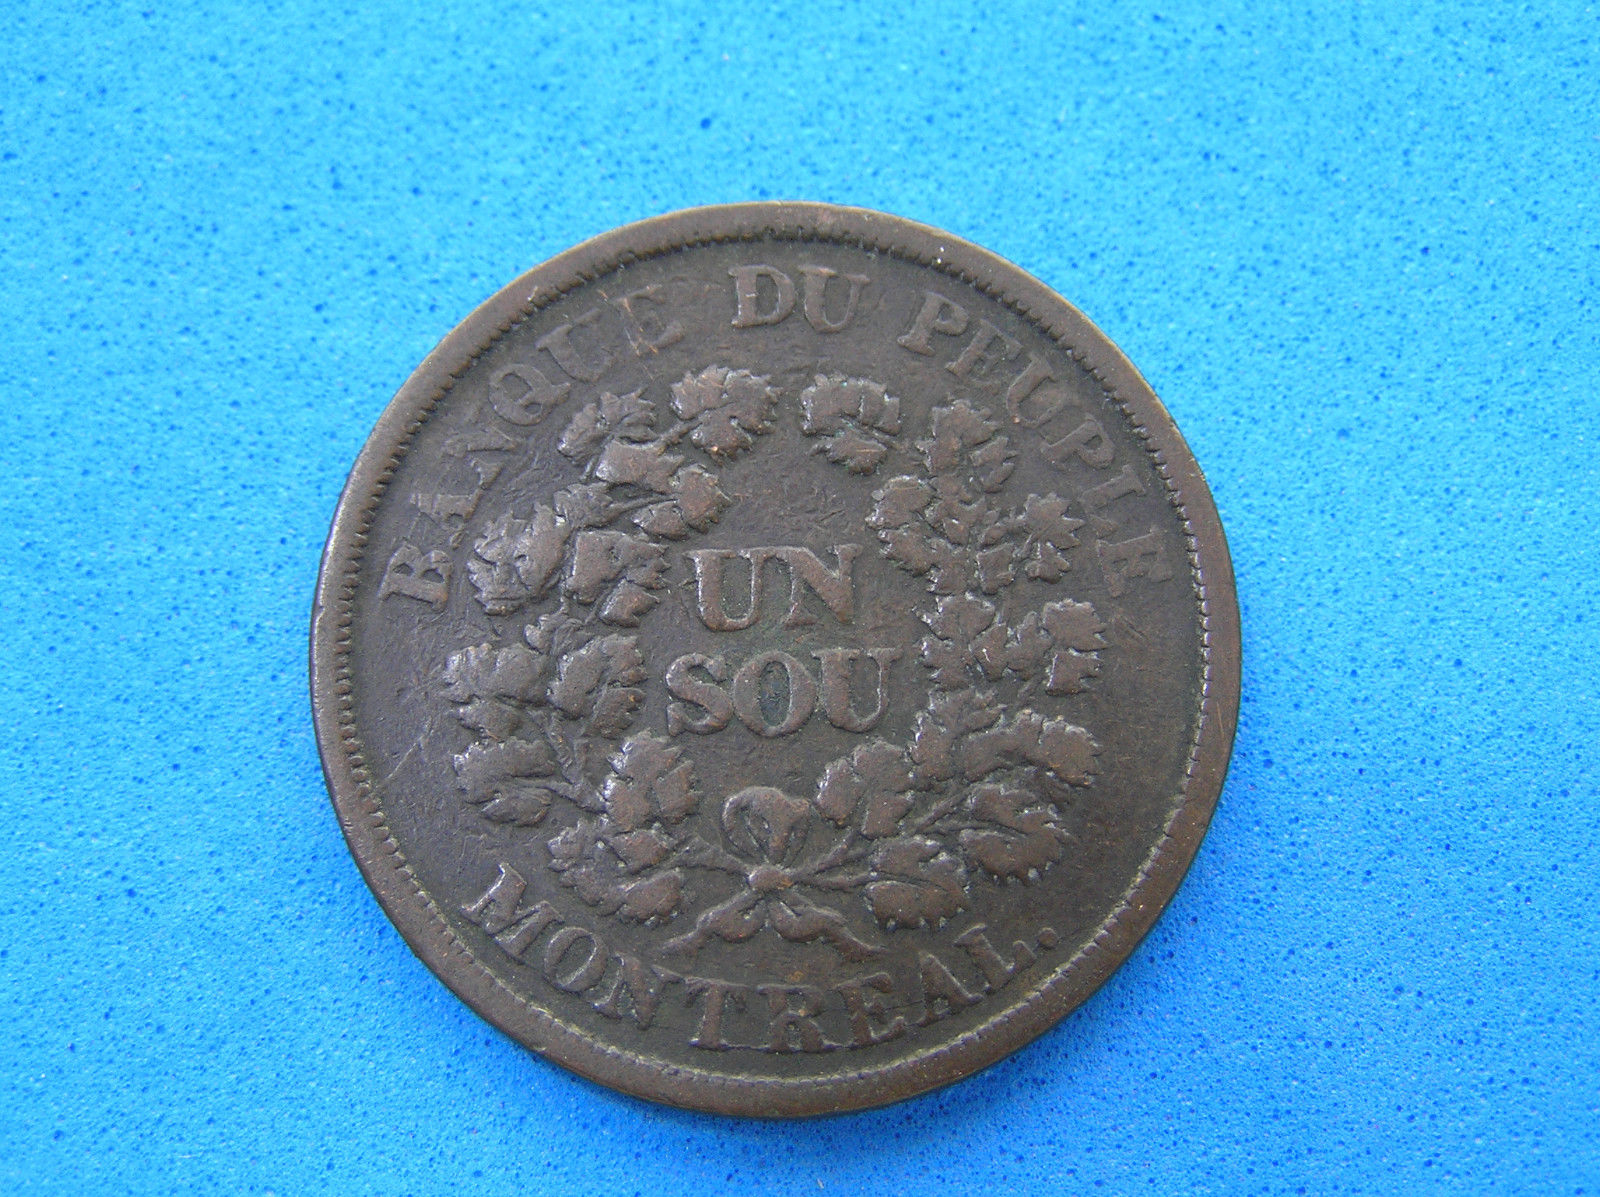 BANQUE DU PEUPLE
UN
SOU
MONTREAL.